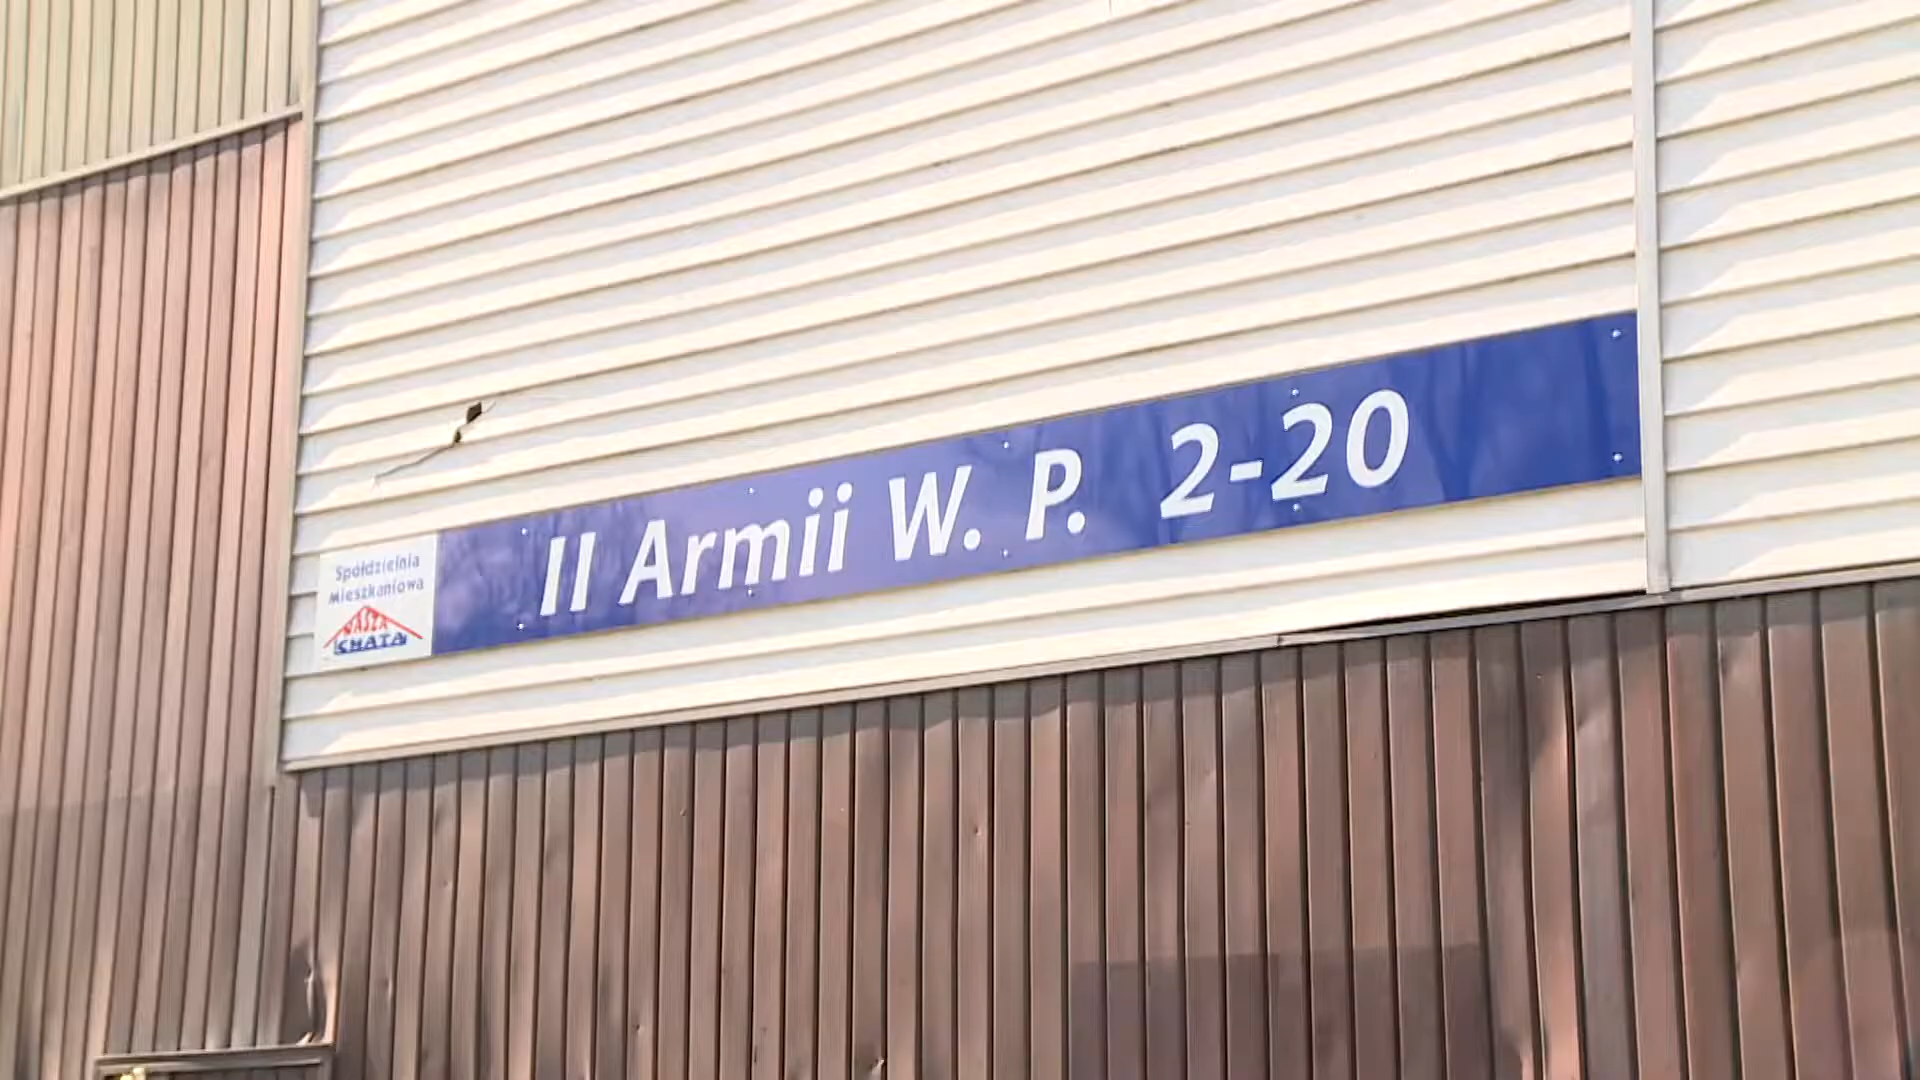 II Armii W. P. 2-20
Spółdzielnia
Mieszkaniowa
NASZA
CHATA